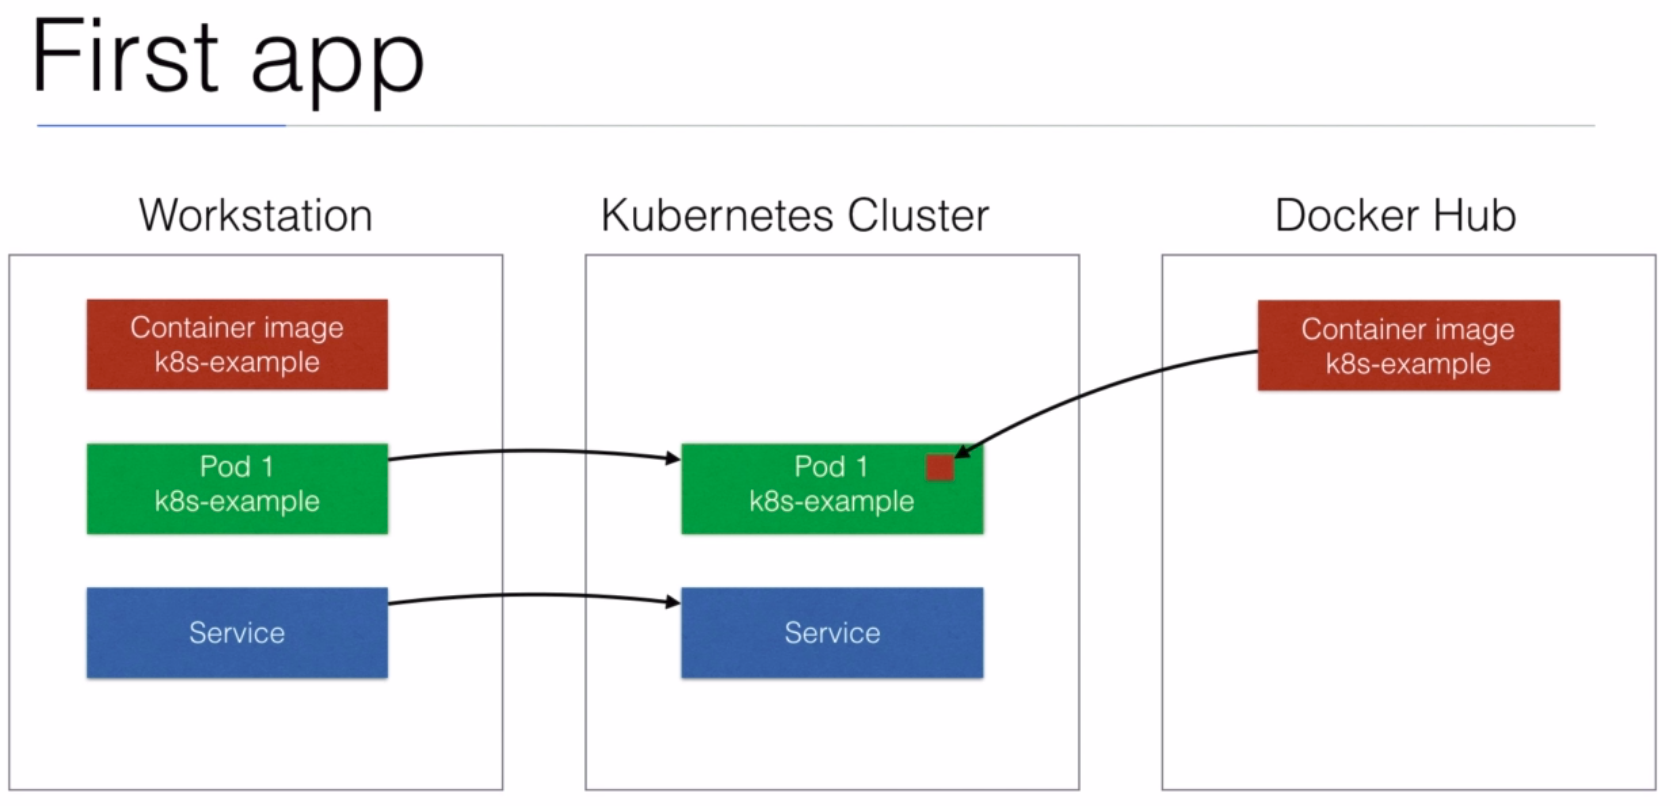 First app
Workstation
Kubernetes Cluster
Docker Hub
Container image
k8s-example
Pod 1
k8s-example
Service
Pod 1
k8s-example
Service
Container image
k8s-example